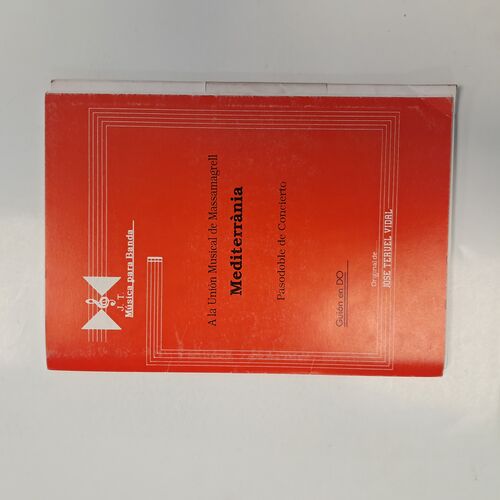 J. T.
Música para Banda
A la Unión Musical de Massamagrell
Mediterrània
Pasodoble de Concierto
Guión en DO
Original de
JOSE TERUEL VIDAL